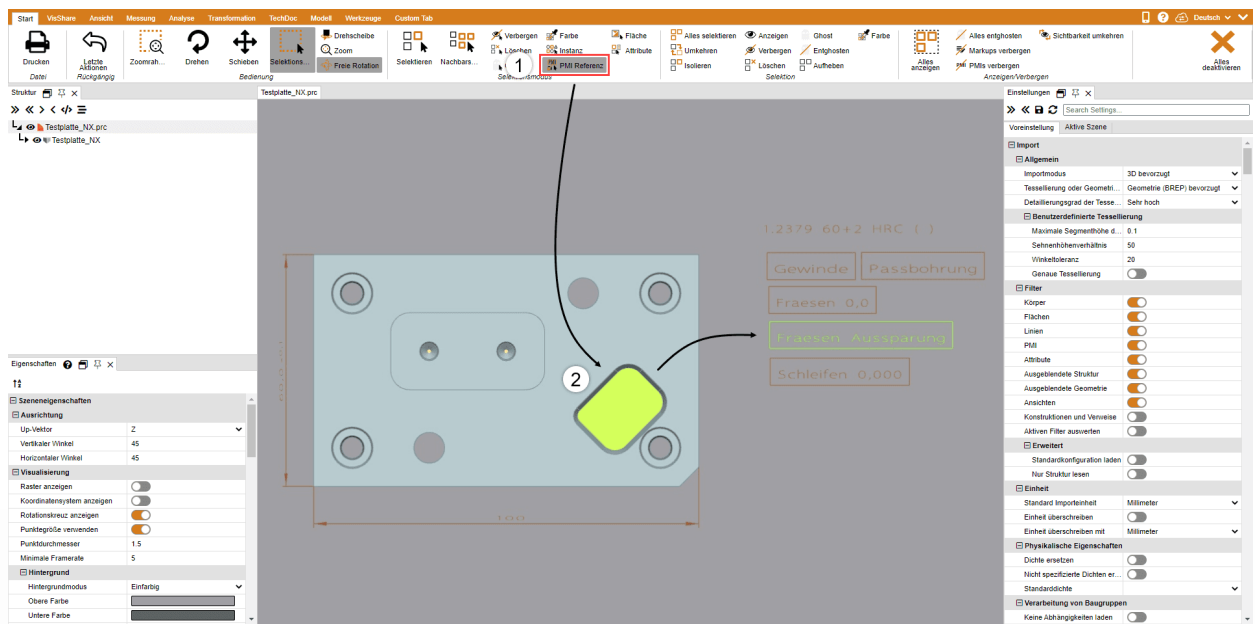 Start VisShare Ansicht Messung Analyse Transformation TechDoc Modell Werkzeuge Custom Tab
Deutsch
Drucken
Datei
Letzte Aktionen
Rückgängig
Zoomrah...
Drehen
Schieben
Selektions...
Drehscheibe
Zoom
Freie Rotation
Bedienung
Selektieren
Nachbars...
Verbergen
Löschen
Farbe
Instanz
PMI Referenz
Fläche
Attribute
1
Alles selektieren
Umkehren
Isolieren
Anzeigen
Verbergen
Löschen
Ghost
Entghosten
Aufheben
Farbe
Selektion
Alles anzeigen
Alles entghosten
Markups verbergen
PMI PMIs verbergen
Sichtbarkeit umkehren
Anzeigen/Verbergen
Alles deaktivieren
Struktur
Testplatte_NX.prc
Testplatte_NX
Eigenschaften
Szeneneigenschaften
Ausrichtung
Up-Vektor Z
Vertikaler Winkel 45
Horizontaler Winkel 45
Visualisierung
Raster anzeigen
Koordinatensystem anzeigen
Rotationskreuz anzeigen
Punktegröße verwenden
Punktdurchmesser 1.5
Minimale Framerate 5
Hintergrund
Hintergrundmodus Einfarbig
Obere Farbe
Untere Farbe
Testplatte_NX.prc
1.2379 60+2 HRC ( )
Gewinde
Passbohrung
Fraesen 0,0
Fraesen Aussparung
Schleifen 0,000
2
100
Einstellungen
Search Settings...
Voreinstellung Aktive Szene
Import
Allgemein
Importmodus 3D bevorzugt
Tessellierung oder Geometri... Geometrie (BREP) bevorzugt
Detaillierungsgrad der Tesse... Sehr hoch
Benutzerdefinierte Tessellierung
Maximale Segmenthöhe d... 0.1
Sehnenhöhenverhältnis 50
Winkeltoleranz 20
Genaue Tessellierung
Filter
Körper
Flächen
Linien
PMI
Attribute
Ausgeblendete Struktur
Ausgeblendete Geometrie
Ansichten
Konstruktionen und Verweise
Aktiven Filter auswerten
Erweitert
Standardkonfiguration laden
Nur Struktur lesen
Einheit
Standard Importeinheit Millimeter
Einheit überschreiben
Einheit überschreiben mit Millimeter
Physikalische Eigenschaften
Dichte ersetzen
Nicht spezifizierte Dichten er...
Standarddichte
Verarbeitung von Baugruppen
Keine Abhängigkeiten laden